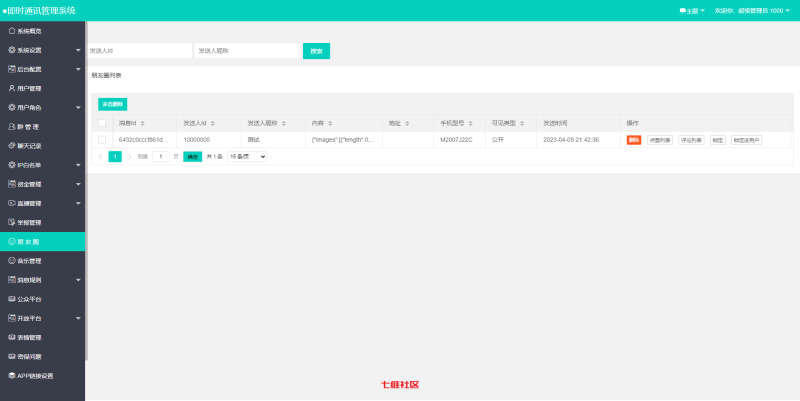 ●即时通讯管理系统
主题
欢迎你，超级管理员:1000
系统概览
系统设置
后台配置
用户管理
用户角色
群 管 理
聊天记录
IP白名单
资金管理
直播管理
举报管理
朋 友 圈
音乐管理
消息规则
公众平台
开放平台
表情管理
密保问题
APP链接设置
发送人Id
发送人昵称
搜索
朋友圈列表
多选删除
消息Id 发送人Id 发送人昵称 内容 地址 手机型号 可见类型 发送时间 操作
6432c0cccf861d... 10000005 测试 {"images":[{"length":0,... M2007J22C 公开 2023-04-09 21:42:36 删除 点赞列表 评论列表 锁定 锁定该用户
1 到第 1 页 确定 共 1 条 15 条/页
七维社区